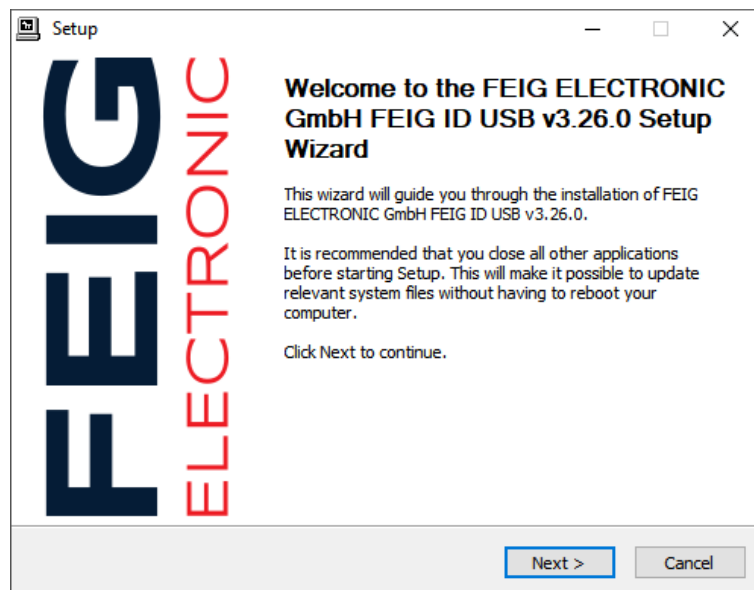 Setup
FEIG
ELECTRONIC
Welcome to the FEIG ELECTRONIC
GmbH FEIG ID USB v3.26.0 Setup
Wizard
This wizard will guide you through the installation of FEIG
ELECTRONIC GmbH FEIG ID USB v3.26.0.
It is recommended that you close all other applications
before starting Setup. This will make it possible to update
relevant system files without having to reboot your
computer.
Click Next to continue.
Next >
Cancel